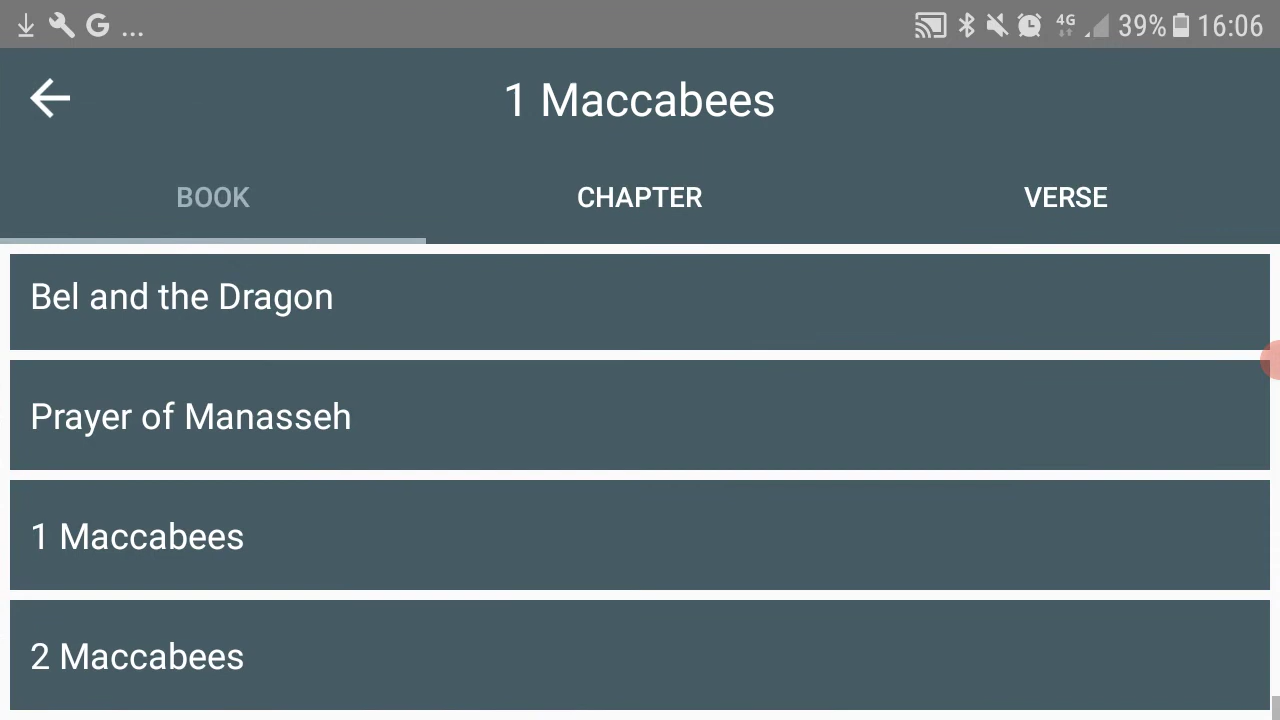 G ... 4G 39% 16:06
1 Maccabees
BOOK CHAPTER VERSE
Bel and the Dragon
Prayer of Manasseh
1 Maccabees
2 Maccabees